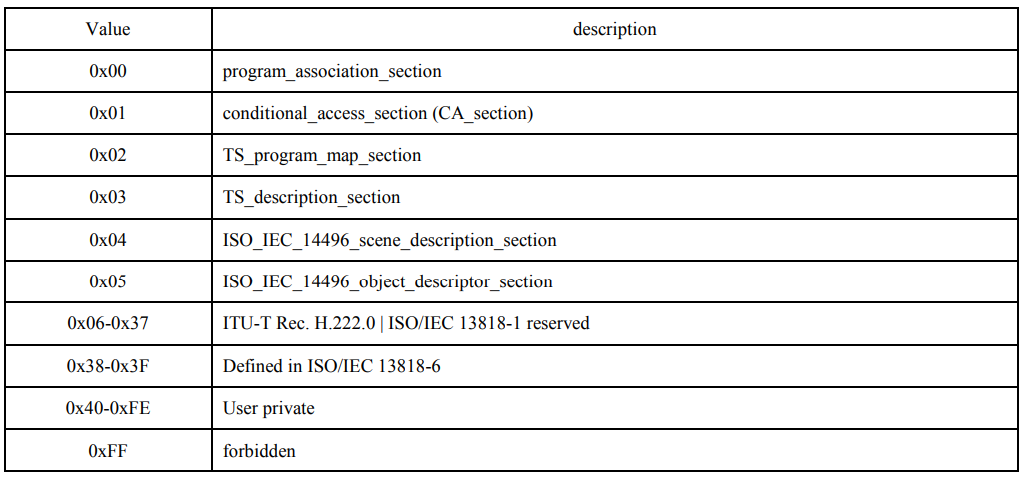 Value description
0x00 program_association_section
0x01 conditional_access_section (CA_section)
0x02 TS_program_map_section
0x03 TS_description_section
0x04 ISO_IEC_14496_scene_description_section
0x05 ISO_IEC_14496_object_descriptor_section
0x06-0x37 ITU-T Rec. H.222.0 | ISO/IEC 13818-1 reserved
0x38-0x3F Defined in ISO/IEC 13818-6
0x40-0xFE User private
0xFF forbidden